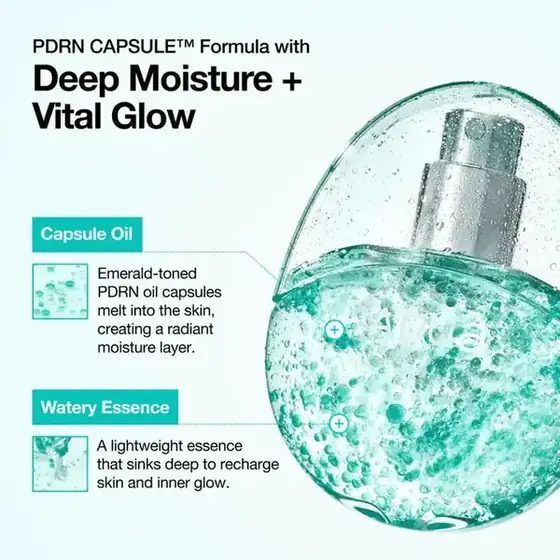 PDRN CAPSULE™ Formula with
Deep Moisture +
Vital Glow
Capsule Oil
Emerald-toned
PDRN oil capsules
melt into the skin,
creating a radiant
moisture layer.
Watery Essence
A lightweight essence
that sinks deep to recharge
skin and inner glow.